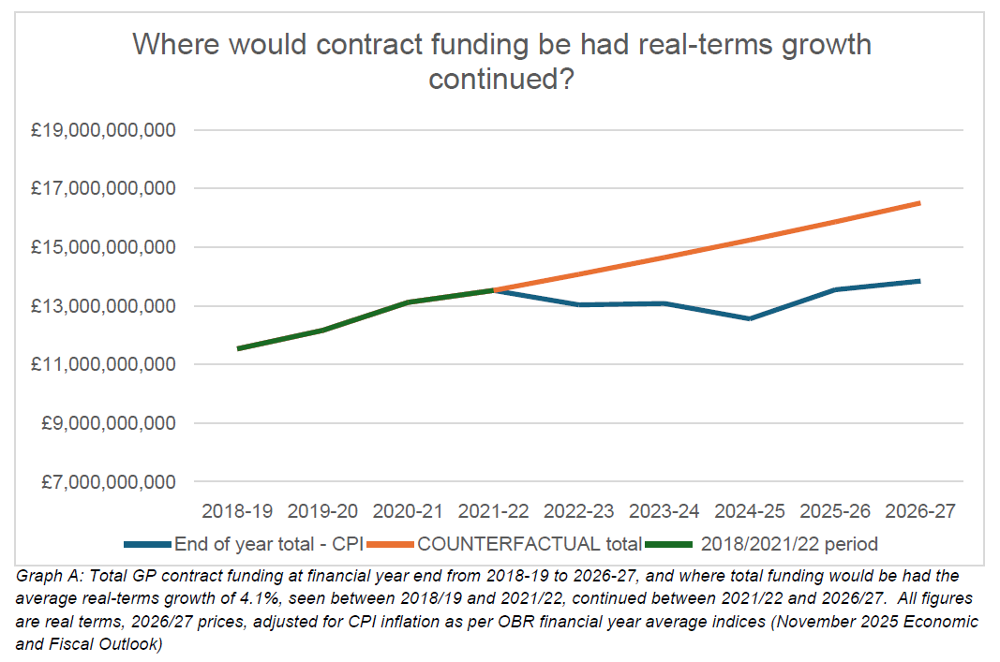 Where would contract funding be had real-terms growth
continued?
£19,000,000,000
£17,000,000,000
£15,000,000,000
£13,000,000,000
£11,000,000,000
£9,000,000,000
£7,000,000,000
2018-19 2019-20 2020-21 2021-22 2022-23 2023-24 2024-25 2025-26 2026-27
End of year total - CPI COUNTERFACTUAL total 2018/2021/22 period
Graph A: Total GP contract funding at financial year end from 2018-19 to 2026-27, and where total funding would be had the
average real-terms growth of 4.1%, seen between 2018/19 and 2021/22, continued between 2021/22 and 2026/27. All figures
are real terms, 2026/27 prices, adjusted for CPI inflation as per OBR financial year average indices (November 2025 Economic
and Fiscal Outlook)